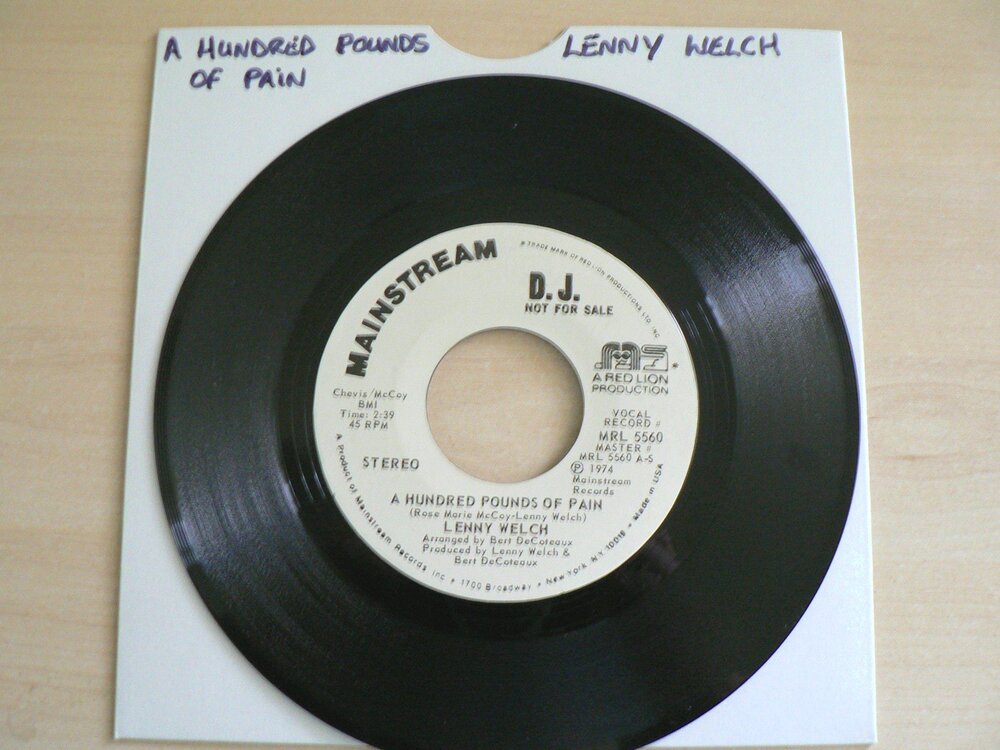 A HUNDRED POUNDS
OF PAIN
LENNY WELCH
MAINSTREAM
* TRADE MARK OF RED LION PRODUCTIONS, LTD., INC.
D.J.
NOT FOR SALE
MS *
A RED LION
PRODUCTION
Chevis/McCoy
BMI
Time: 2:39
45 RPM
STEREO
VOCAL
RECORD #
MRL 5560
MASTER #
MRL 5560 A-S
Ⓟ 1974
Mainstream
Records
A HUNDRED POUNDS OF PAIN
(Rose Marie McCoy-Lenny Welch)
LENNY WELCH
Arranged by Bert DeCoteaux
Produced by Lenny Welch &
Bert DeCoteaux
A Product of Mainstream Records, Inc • 1700 Broadway • New York, N.Y. 10019 • Made in USA